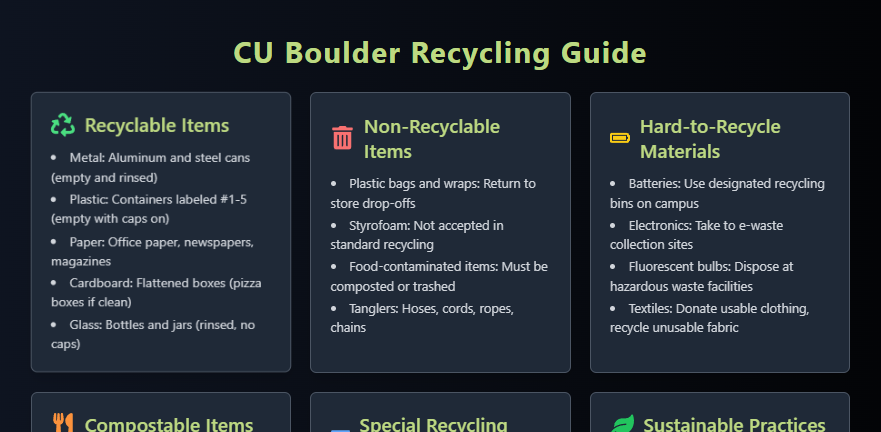 CU Boulder Recycling Guide
Recyclable Items
• Metal: Aluminum and steel cans
(empty and rinsed)
• Plastic: Containers labeled #1-5
(empty with caps on)
• Paper: Office paper, newspapers,
magazines
• Cardboard: Flattened boxes (pizza
boxes if clean)
• Glass: Bottles and jars (rinsed, no
caps)
Non-Recyclable
Items
• Plastic bags and wraps: Return to
store drop-offs
• Styrofoam: Not accepted in
standard recycling
• Food-contaminated items: Must be
composted or trashed
• Tanglers: Hoses, cords, ropes,
chains
Hard-to-Recycle
Materials
• Batteries: Use designated recycling
bins on campus
• Electronics: Take to e-waste
collection sites
• Fluorescent bulbs: Dispose at
hazardous waste facilities
• Textiles: Donate usable clothing,
recycle unusable fabric
Compostable Items
Special Recycling
Sustainable Practices